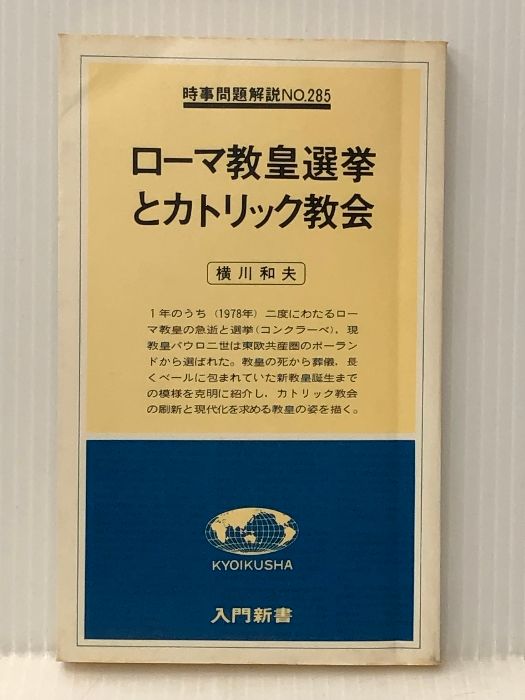 時事問題解説NO.285
ローマ教皇選挙
とカトリック教会
横川和夫
1年のうち(1978年)二度にわたるロー
マ教皇の急逝と選挙(コンクラーベ)、現
教皇パウロ二世は東欧共産圏のポーラン
ドから選ばれた。教皇の死から葬儀、長
くベールに包まれていた新教皇誕生まで
の模様を克明に紹介し、カトリック教会
の刷新と現代化を求める教皇の姿を描く。
KYOIKUSHA
入門新書